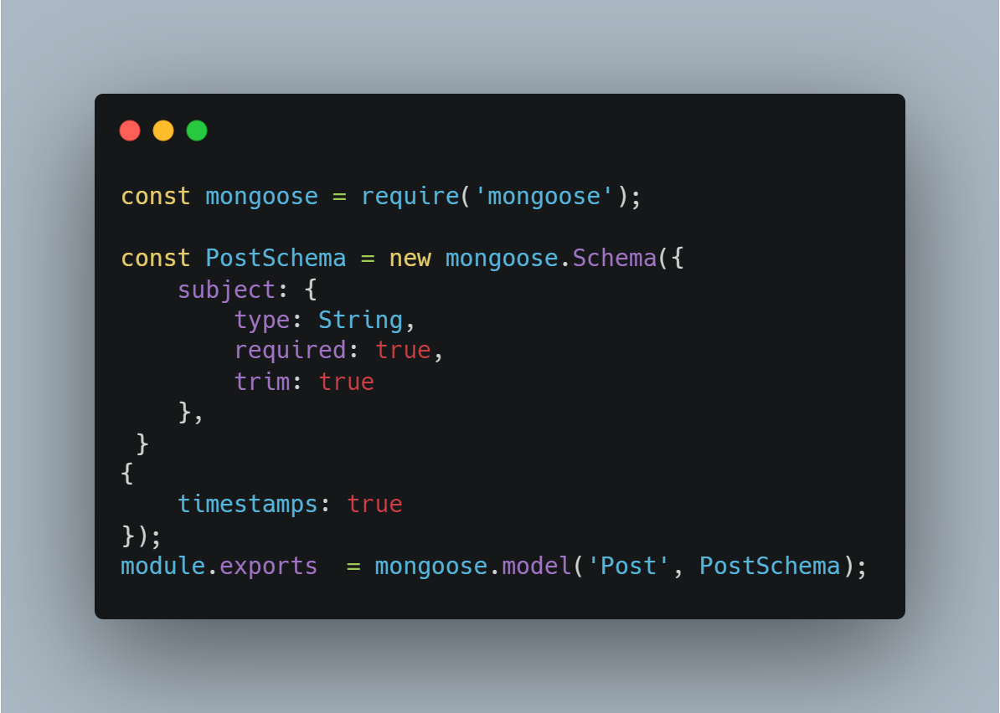 const mongoose = require('mongoose');

const PostSchema = new mongoose.Schema({
    subject: {
        type: String,
        required: true,
        trim: true
    },
 }
{
    timestamps: true
});
module.exports  = mongoose.model('Post', PostSchema);